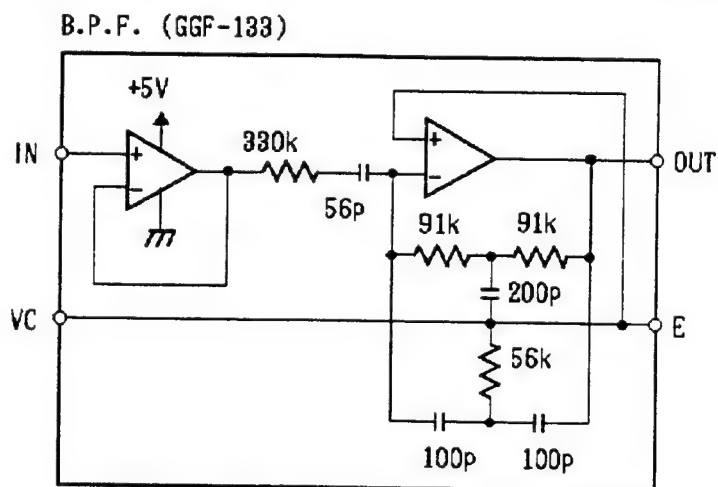 B.P.F. (GGF-133)
+5V
IN
+
−
330k
56p
+
−
OUT
91k
91k
200p
VC
E
56k
100p
100p